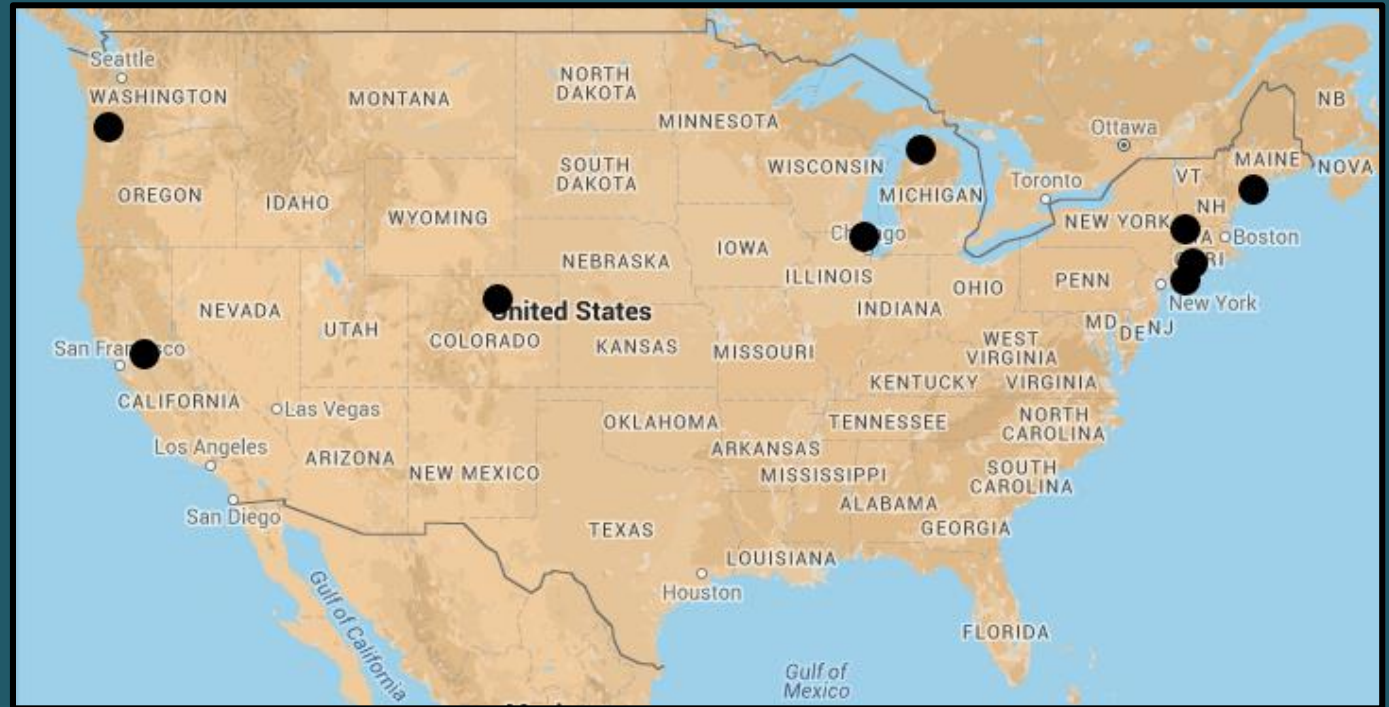 Seattle
WASHINGTON
MONTANA
NORTH
DAKOTA
MINNESOTA
Ottawa
NB
MAINE
NOVA
OREGON
IDAHO
SOUTH
DAKOTA
WISCONSIN
MICHIGAN
Toronto
VT
NH
WYOMING
NEW YORK
Boston
IOWA
NEBRASKA
ILLINOIS
INDIANA
OHIO
PENN
RI
New York
NEVADA
UTAH
United States
COLORADO
KANSAS
MISSOURI
WEST
VIRGINIA
MD
DE
NJ
San Francisco
CALIFORNIA
Las Vegas
KENTUCKY
VIRGINIA
Los Angeles
ARIZONA
NEW MEXICO
OKLAHOMA
ARKANSAS
TENNESSEE
NORTH
CAROLINA
MISSISSIPPI
SOUTH
CAROLINA
San Diego
TEXAS
ALABAMA
GEORGIA
LOUISIANA
Houston
Gulf of California
FLORIDA
Gulf of
Mexico